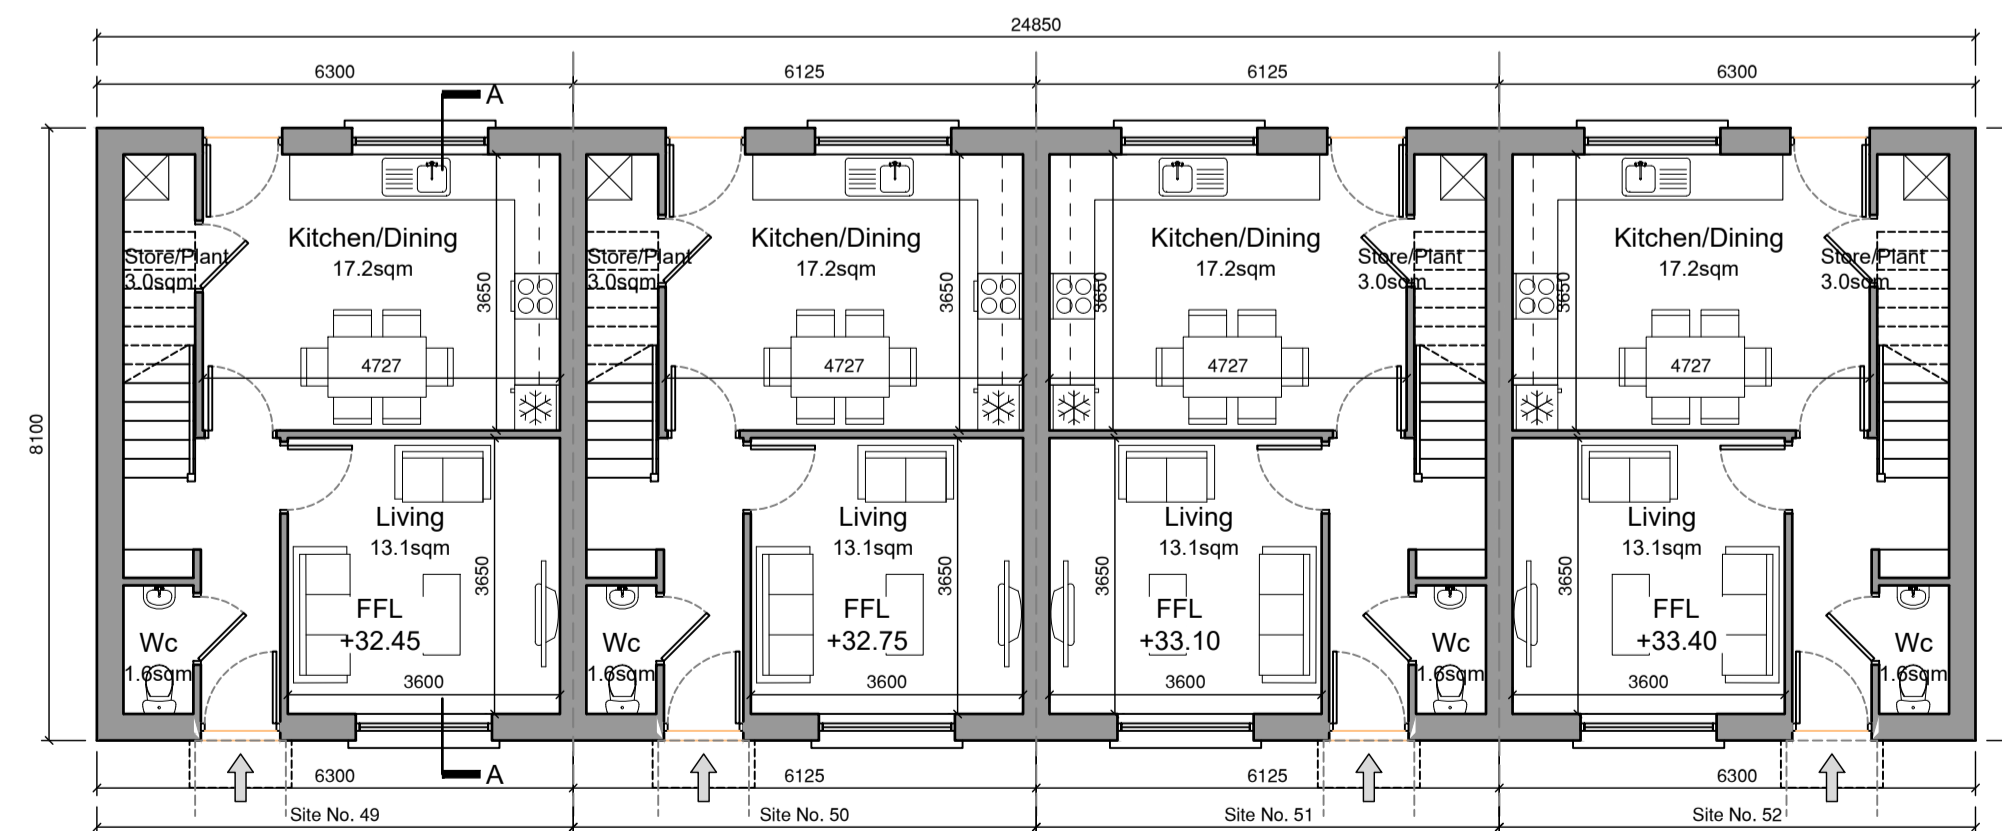 24850
6300
6125
6125
6300
A
Kitchen/Dining
17.2sqm
Store/Plant
3.0sqm
3650
4727
Kitchen/Dining
17.2sqm
Store/Plant
3.0sqm
3650
4727
Kitchen/Dining
17.2sqm
Store/Plant
3.0sqm
3650
4727
Kitchen/Dining
17.2sqm
Store/Plant
3.0sqm
3650
4727
8100
Living
13.1sqm
3650
FFL
+32.45
Wc
1.6sqm
3600
Living
13.1sqm
3650
FFL
+32.75
Wc
1.6sqm
3600
Living
13.1sqm
3650
FFL
+33.10
Wc
1.6sqm
3600
Living
13.1sqm
3650
FFL
+33.40
Wc
1.6sqm
3600
A
6300
6125
6125
6300
Site No. 49
Site No. 50
Site No. 51
Site No. 52